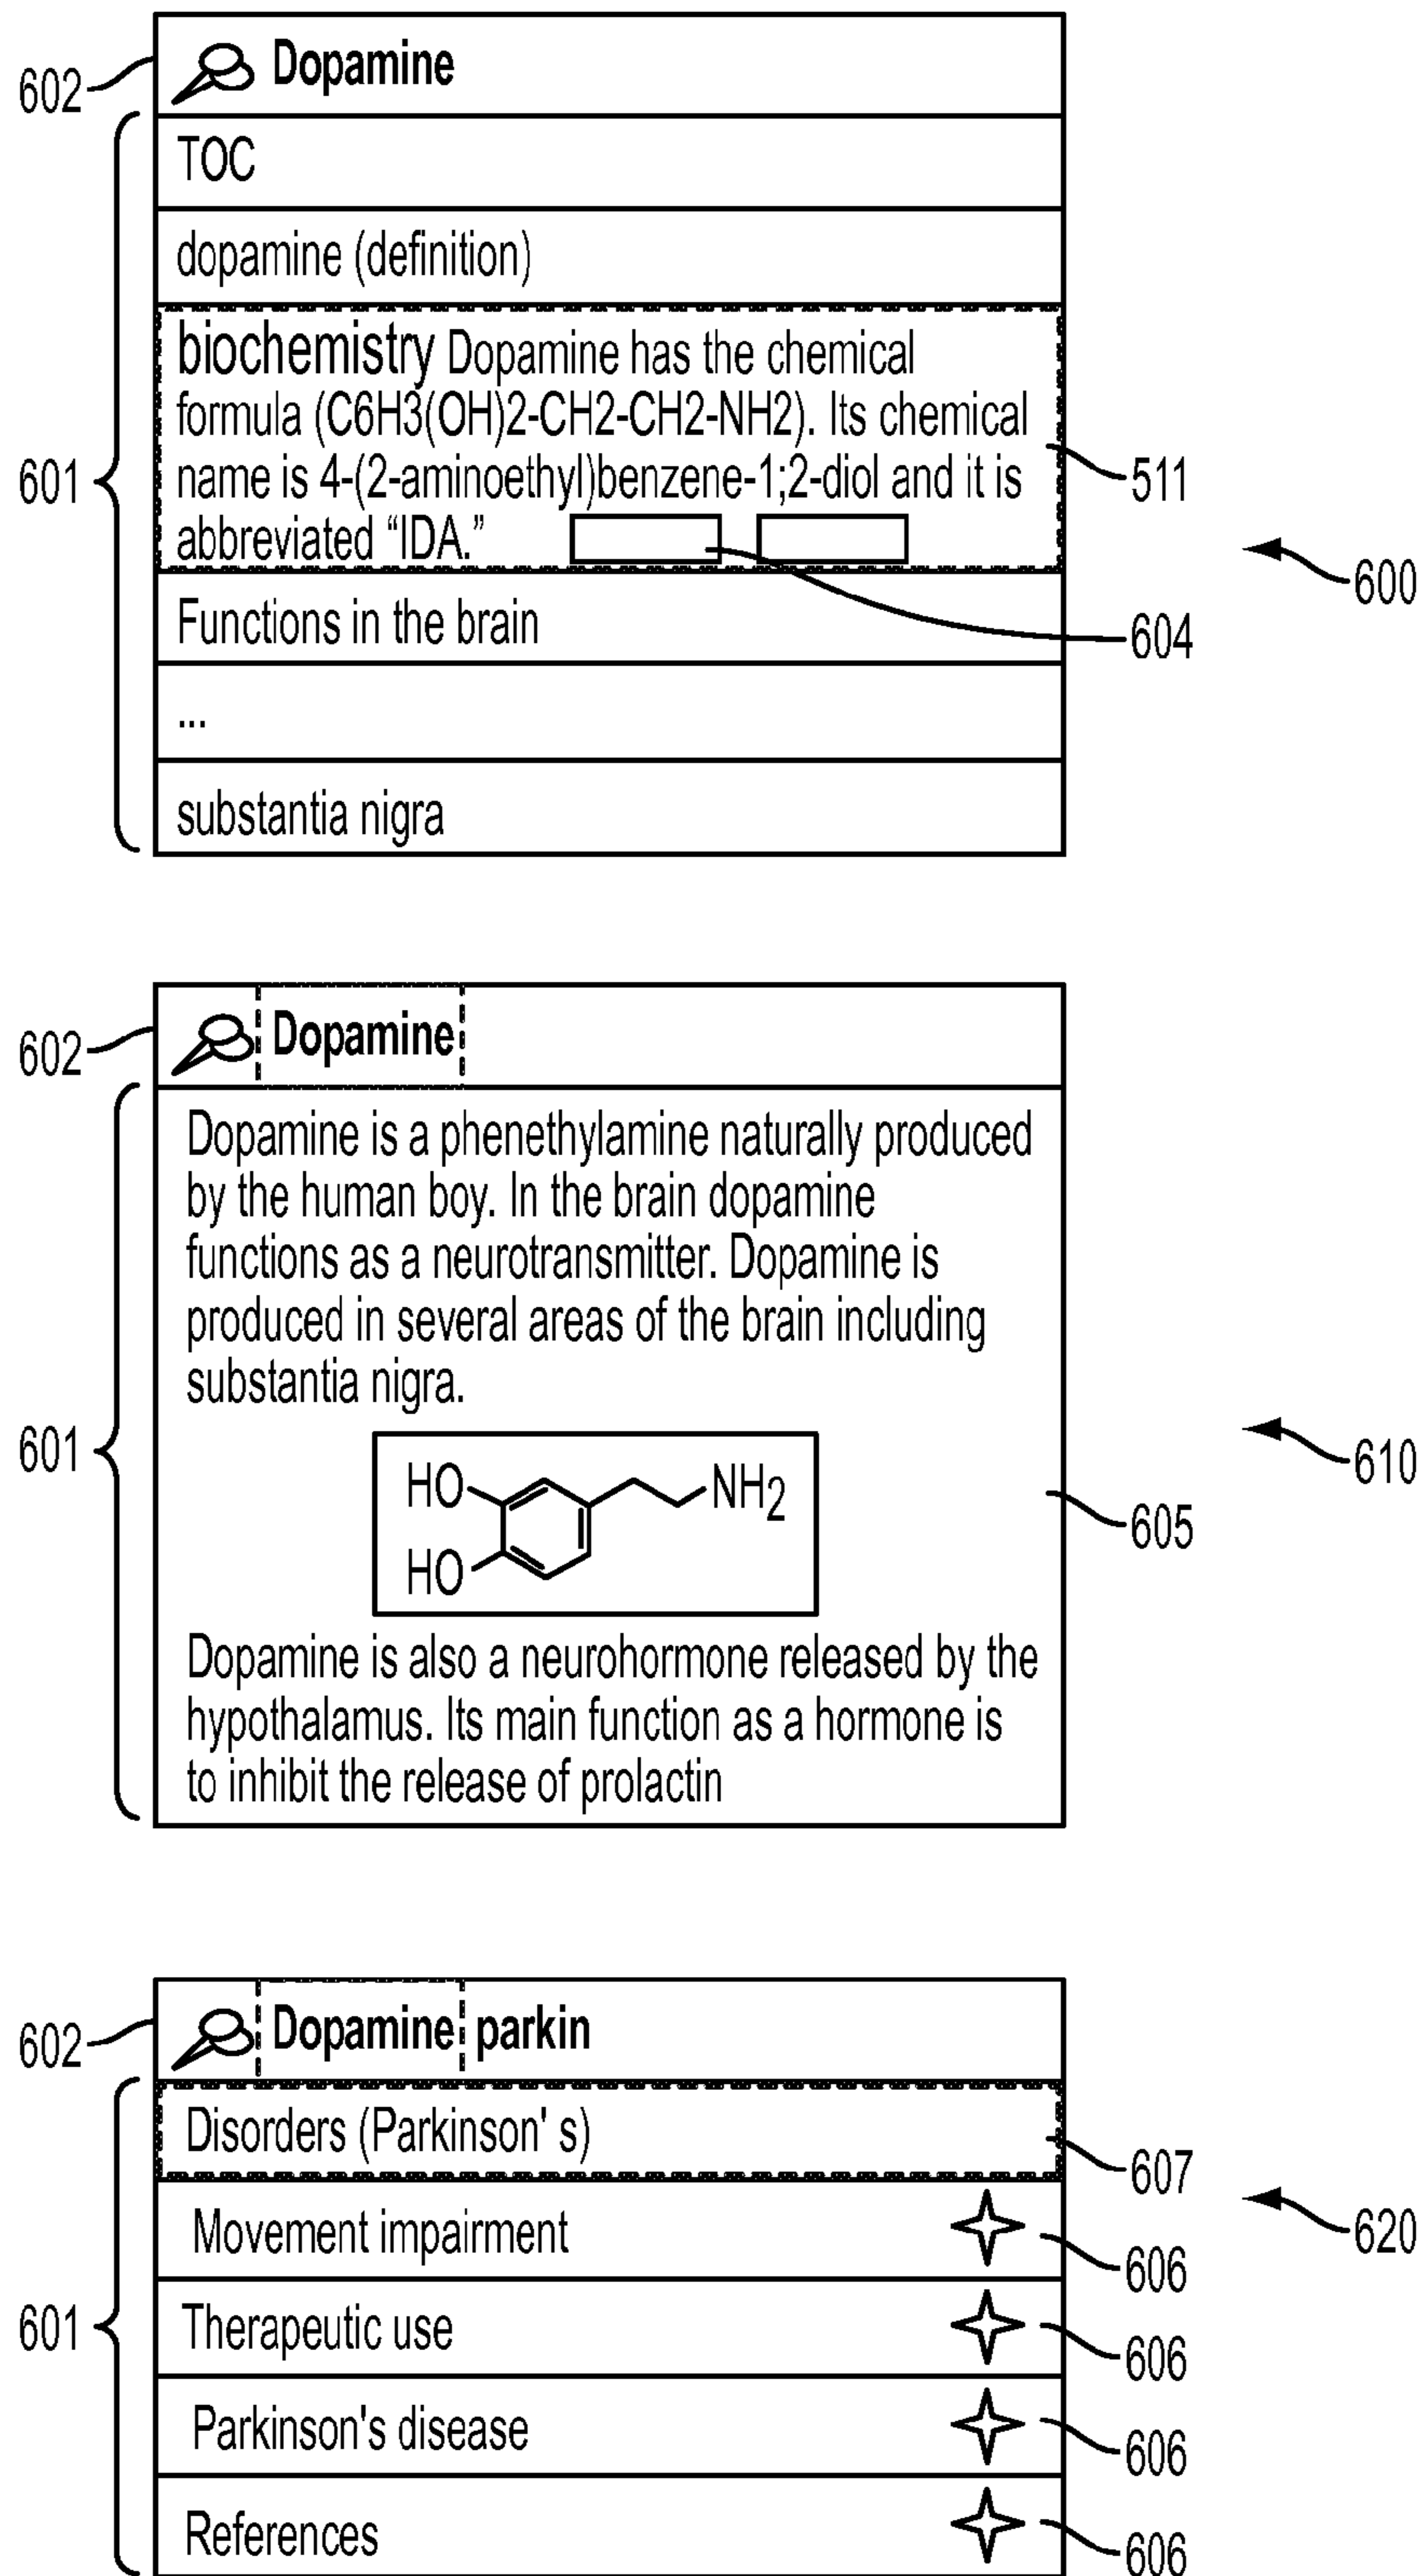 602
Dopamine
TOC
dopamine (definition)
biochemistry Dopamine has the chemical
formula (C6H3(OH)2-CH2-CH2-NH2). Its chemical
name is 4-(2-aminoethyl)benzene-1;2-diol and it is
abbreviated “IDA.”
601
511
600
Functions in the brain
604
...
substantia nigra
602
Dopamine
Dopamine is a phenethylamine naturally produced
by the human boy. In the brain dopamine
functions as a neurotransmitter. Dopamine is
produced in several areas of the brain including
substantia nigra.
601
610
HO
NH2
605
HO
Dopamine is also a neurohormone released by the
hypothalamus. Its main function as a hormone is
to inhibit the release of prolactin
602
Dopamine parkin
Disorders (Parkinson' s)
607
620
Movement impairment
606
601
Therapeutic use
606
Parkinson's disease
606
References
606